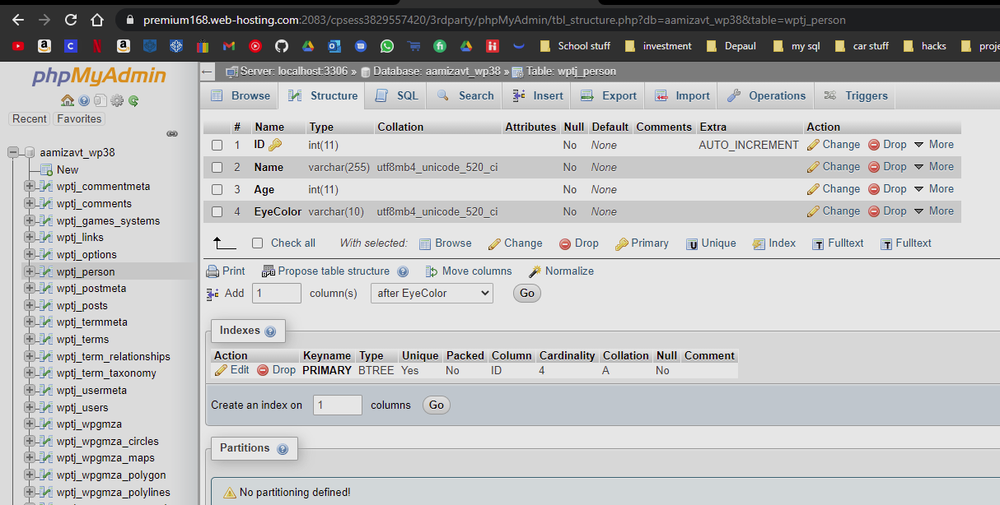 premium168.web-hosting.com:2083/cpsess3829557420/3rdparty/phpMyAdmin/tbl_structure.php?db=aamizavt_wp38&table=wptj_person
School stuff investment Depaul my sql car stuff hacks proje
phpMyAdmin
Recent Favorites
aamizavt_wp38
New
wptj_commentmeta
wptj_comments
wptj_games_systems
wptj_links
wptj_options
wptj_person
wptj_postmeta
wptj_posts
wptj_termmeta
wptj_terms
wptj_term_relationships
wptj_term_taxonomy
wptj_usermeta
wptj_users
wptj_wpgmza
wptj_wpgmza_circles
wptj_wpgmza_maps
wptj_wpgmza_polygon
wptj_wpgmza_polylines
Server: localhost:3306 » Database: aamizavt_wp38 » Table: wptj_person
Browse Structure SQL Search Insert Export Import Operations Triggers
# Name Type Collation Attributes Null Default Comments Extra Action
1 ID int(11) No None AUTO_INCREMENT Change Drop More
2 Name varchar(255) utf8mb4_unicode_520_ci No None Change Drop More
3 Age int(11) No None Change Drop More
4 EyeColor varchar(10) utf8mb4_unicode_520_ci No None Change Drop More
Check all With selected: Browse Change Drop Primary Unique Index Fulltext Fulltext
Print Propose table structure Move columns Normalize
Add 1 column(s) after EyeColor Go
Indexes
Action Keyname Type Unique Packed Column Cardinality Collation Null Comment
Edit Drop PRIMARY BTREE Yes No ID 4 A No
Create an index on 1 columns Go
Partitions
No partitioning defined!